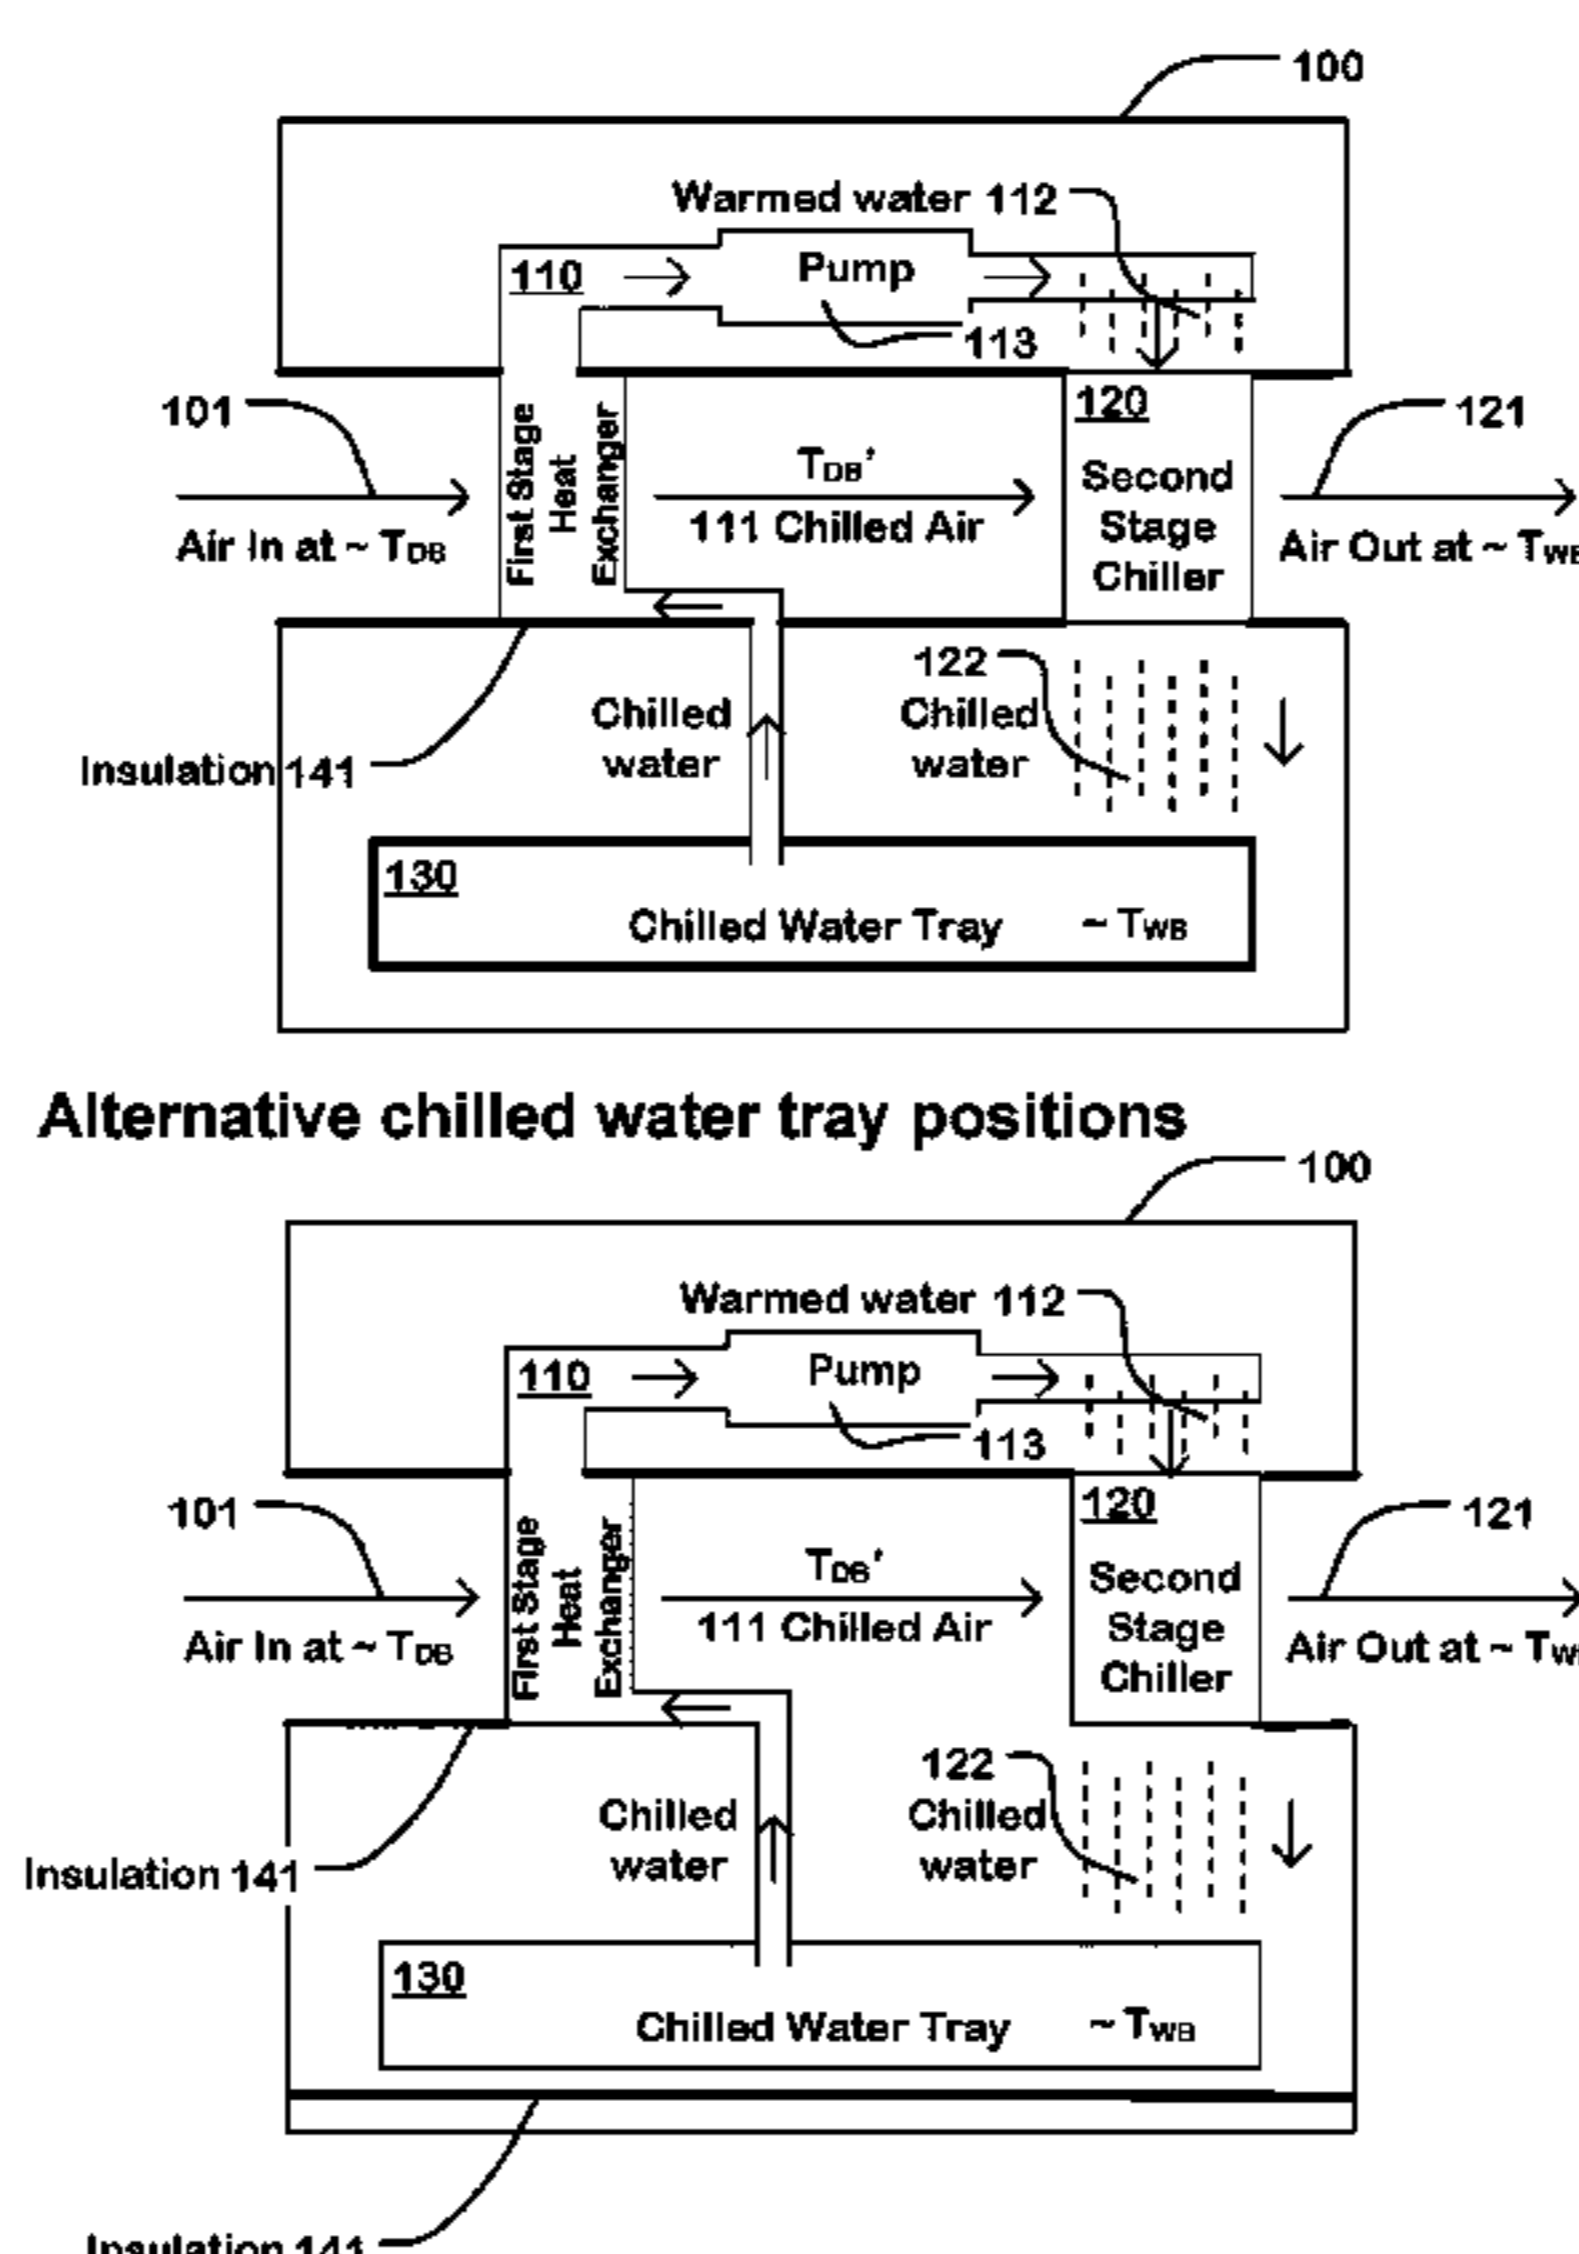 100
Warmed water 112
110
Pump
113
101
120
121
First Stage
Heat
Exchanger
TDB'
Second
Stage
Chiller
111 Chilled Air
Air In at ~ TDB
Air Out at ~ TWB
122
Chilled
water
Chilled
water
Insulation 141
130
Chilled Water Tray ~ TWB
Alternative chilled water tray positions
100
Warmed water 112
110
Pump
113
101
120
121
First Stage
Heat
Exchanger
TDB'
Second
Stage
Chiller
111 Chilled Air
Air In at ~ TDB
Air Out at ~ TW
122
Chilled
water
Chilled
water
Insulation 141
130
Chilled Water Tray ~ TWB
Insulation 141